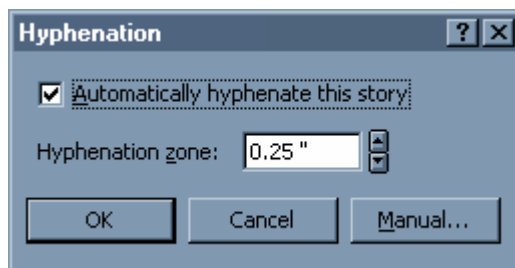 Hyphenation
Automatically hyphenate this story
Hyphenation zone: 0.25 "
OK Cancel Manual...